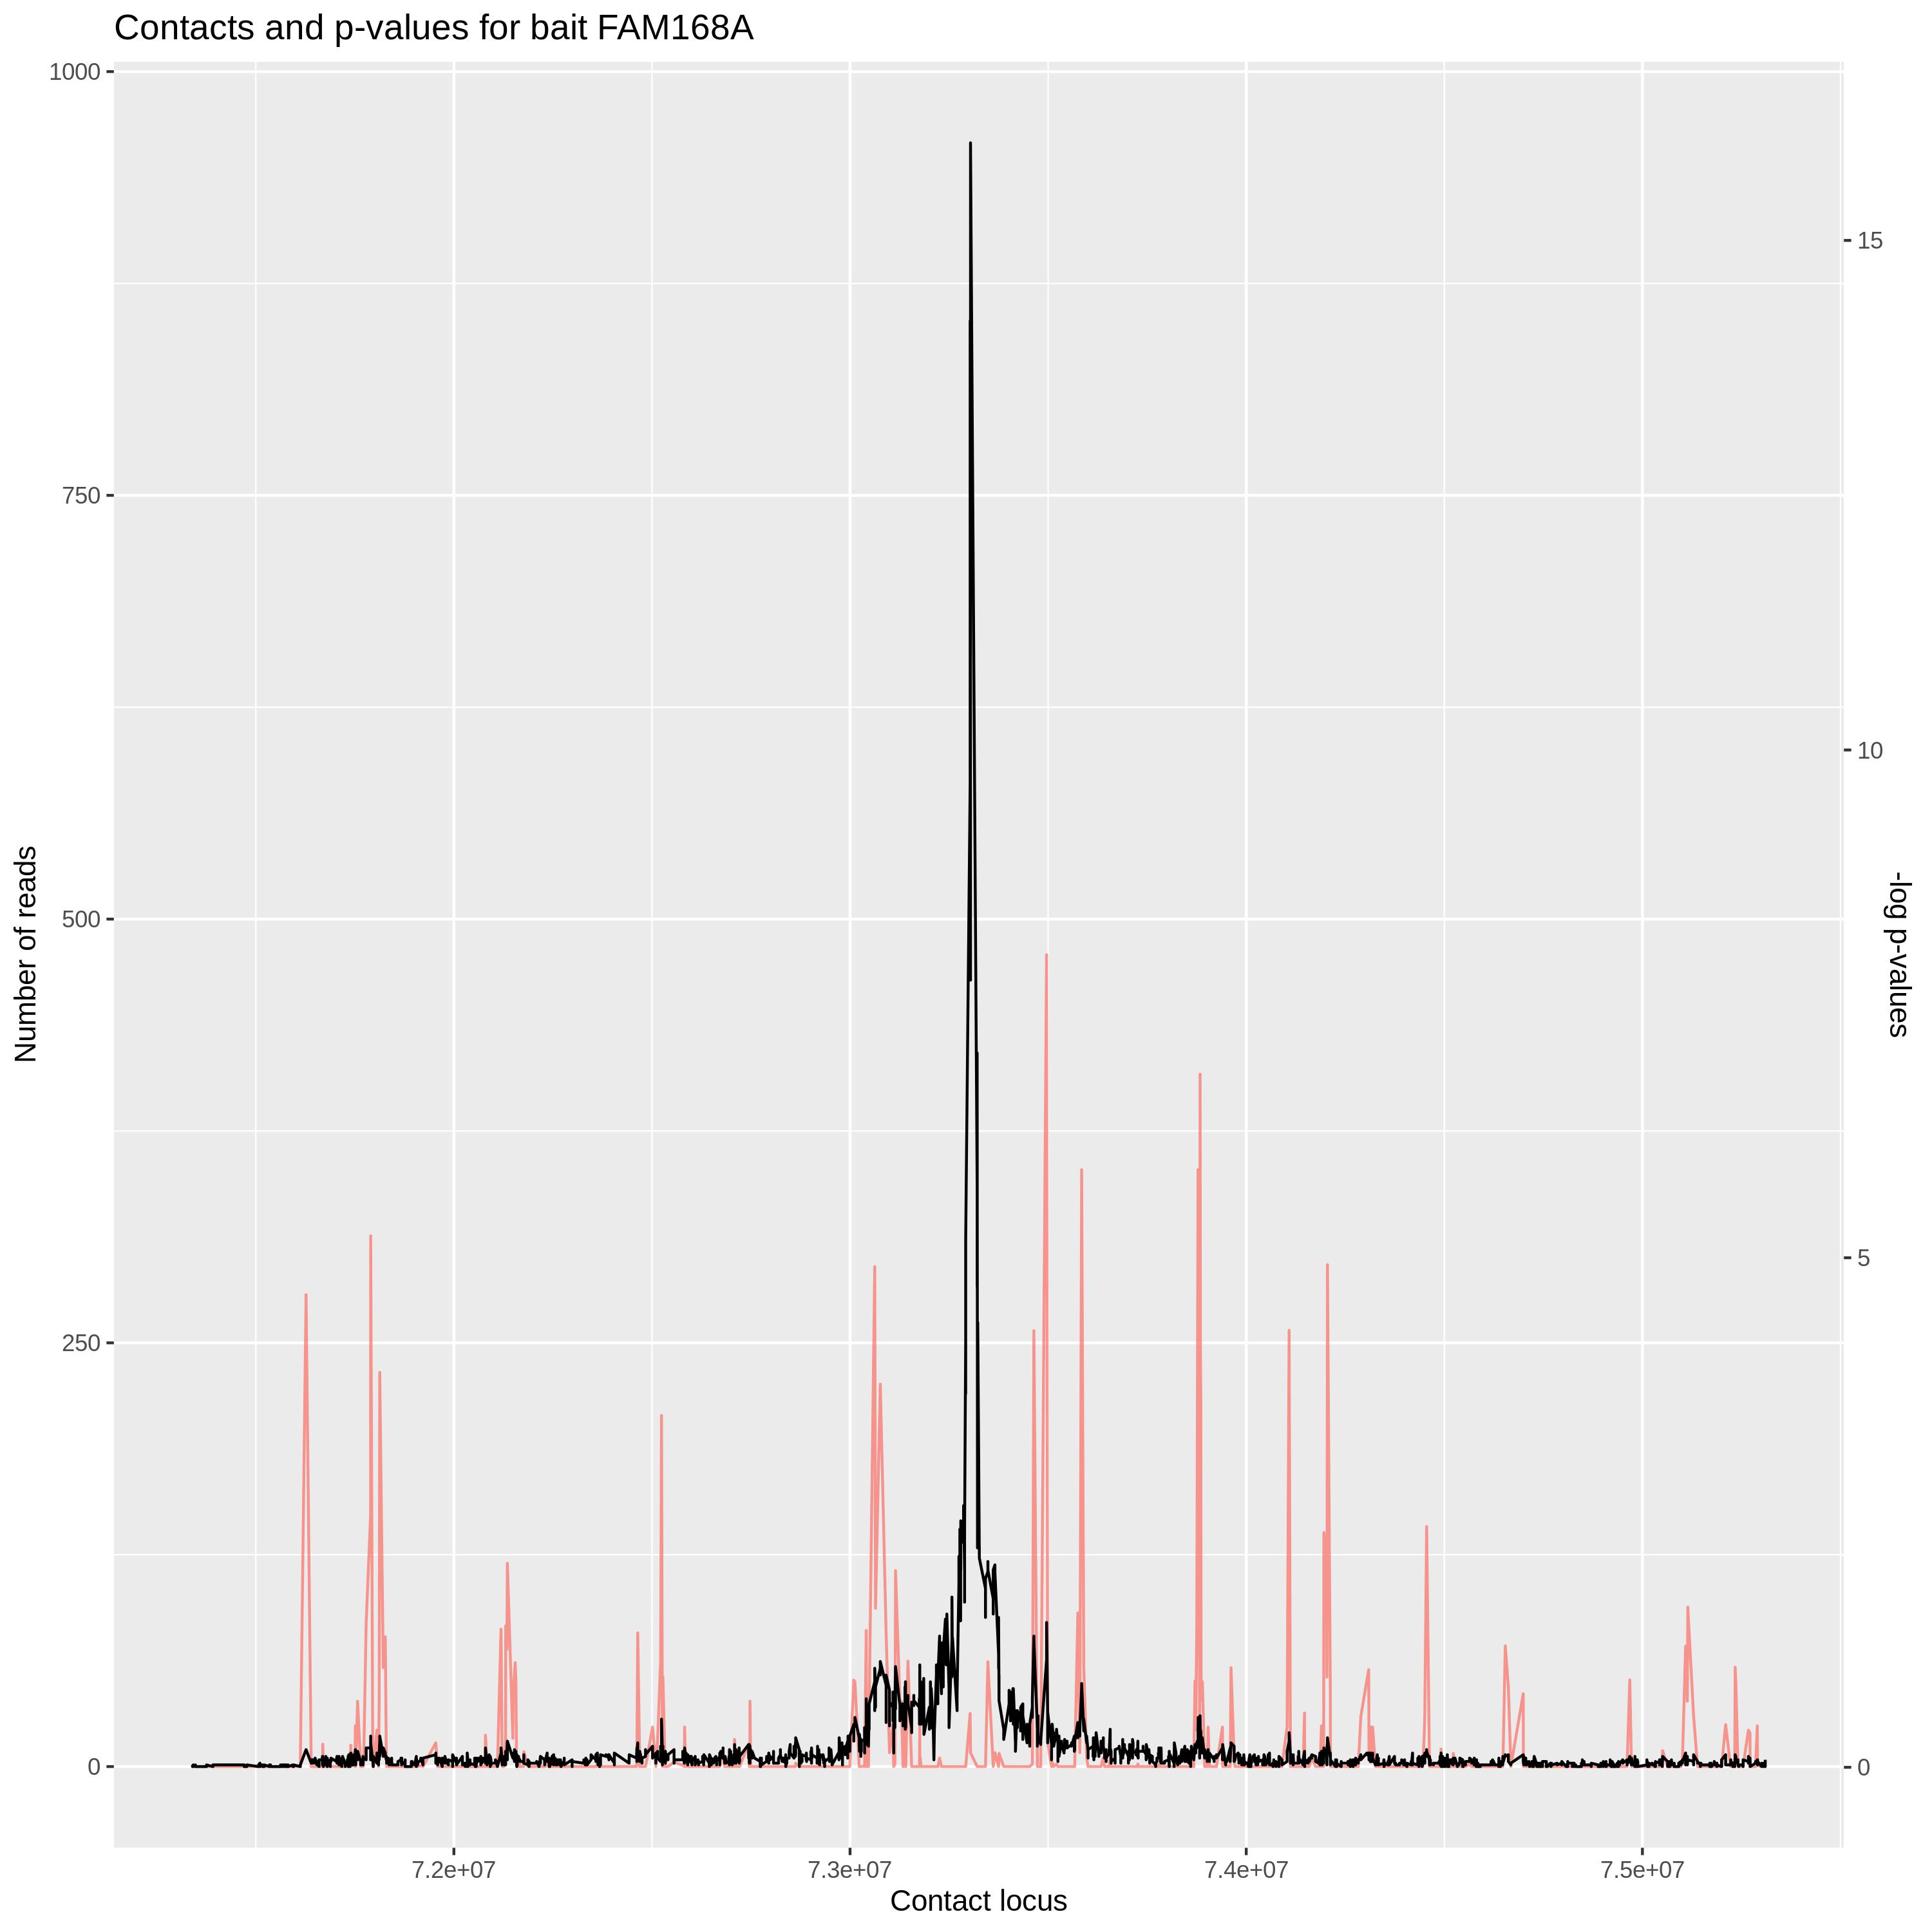 Contacts and p-values for bait FAM168A
1000
750
500
250
0
15
10
5
0
Number of reads
-log p-values
7.2e+07 7.3e+07 7.4e+07 7.5e+07
Contact locus